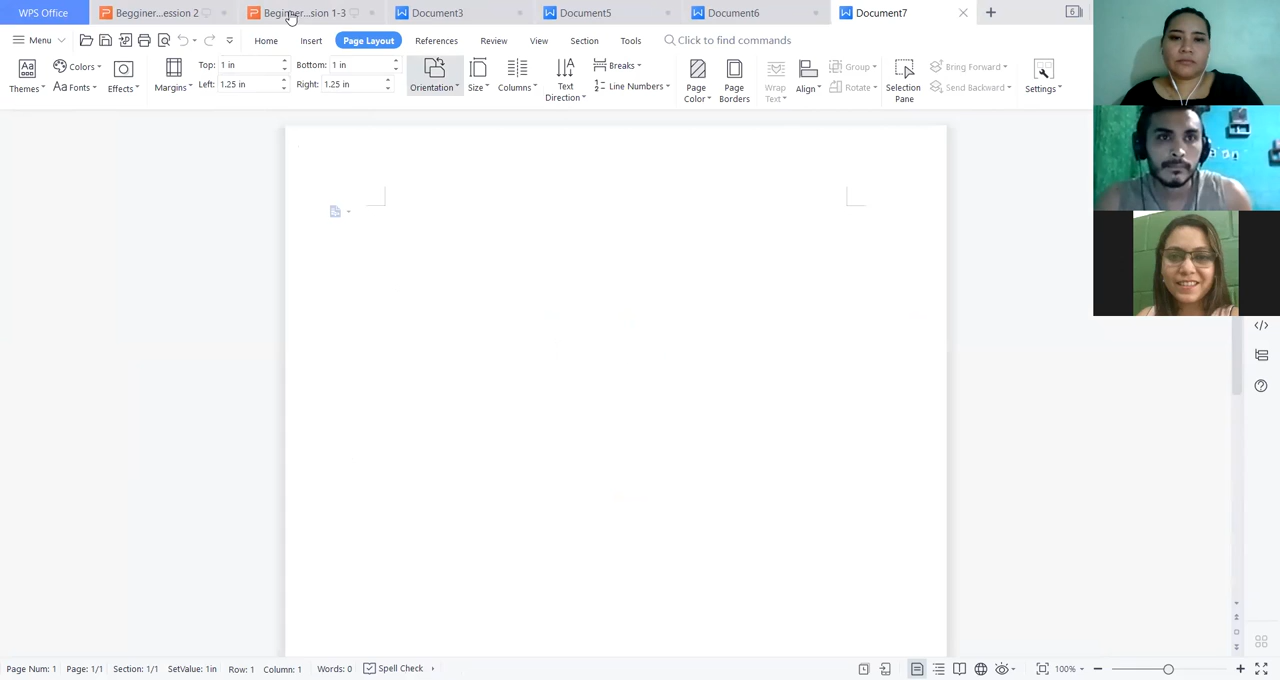 WPS Office Begginer...ession 2 Beginner...sion 1-3 Document3 Document5 Document6 Document7 6
Menu Home Insert Page Layout References Review View Section Tools Click to find commands
Colors Top: 1 in Bottom: 1 in Breaks Group Bring Forward
Fonts Left: 1.25 in Right: 1.25 in Line Numbers Rotate Send Backward
Themes Effects Margins Orientation Size Columns Text Direction Page Color Page Borders Wrap Text Align Selection Pane Settings
Page Num: 1 Page: 1/1 Section: 1/1 SetValue: 1in Row: 1 Column: 1 Words: 0 Spell Check 100%